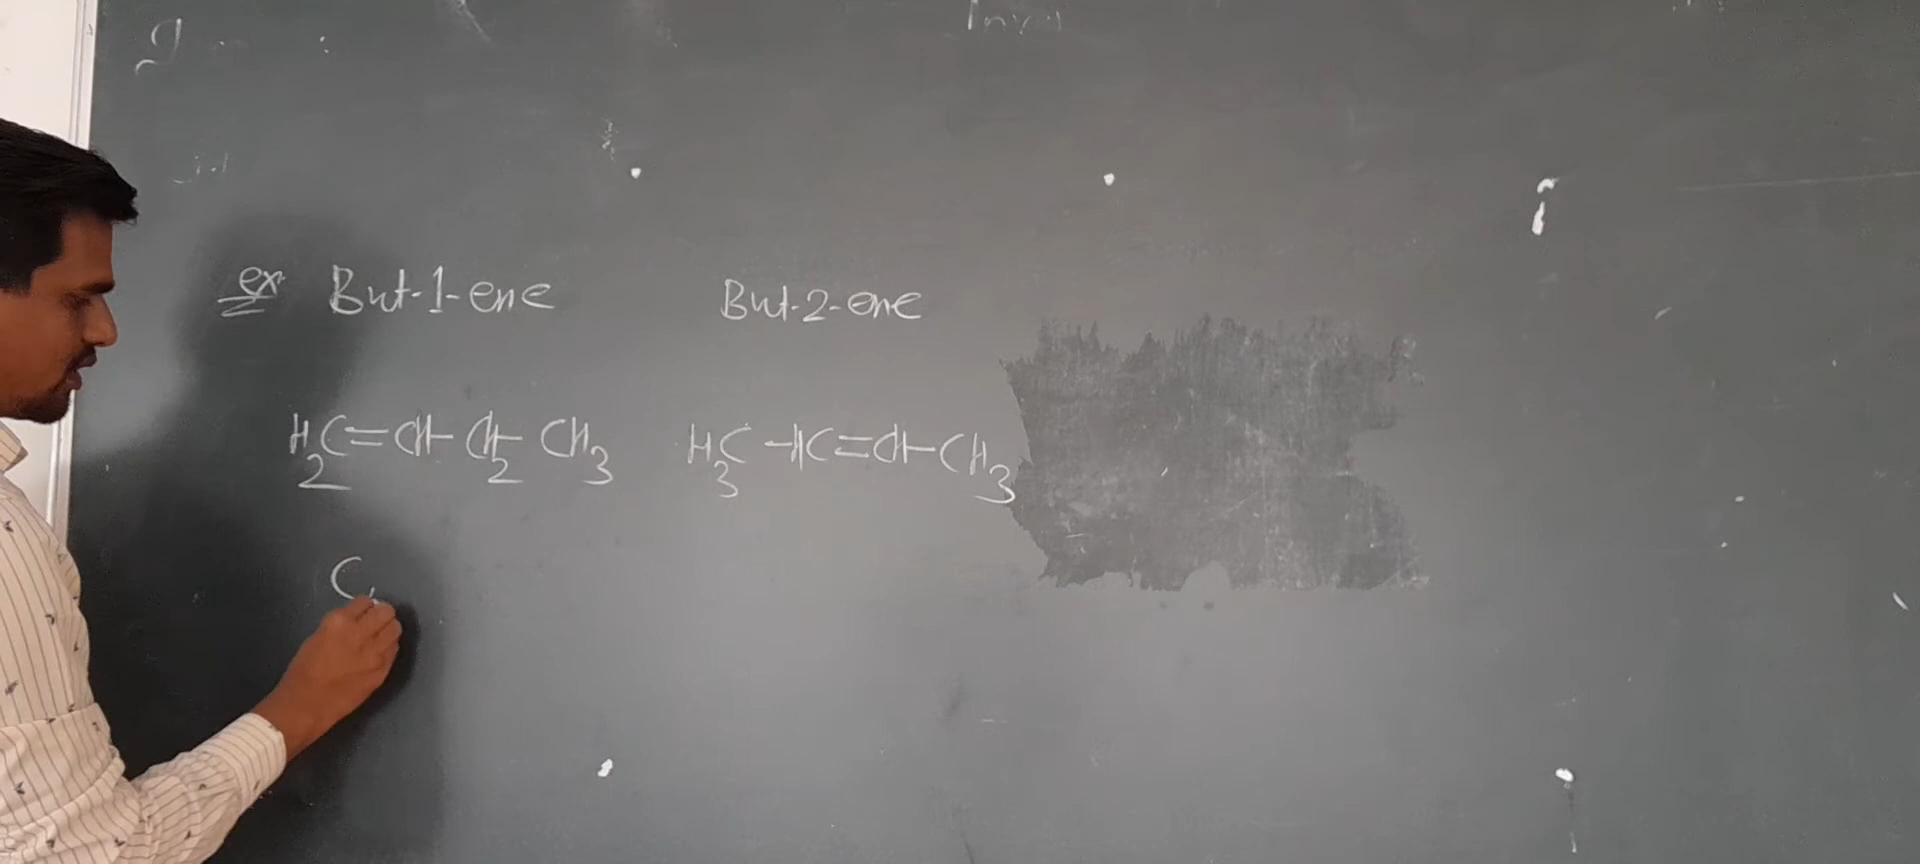 ex But-1-ene But-2-ene
H₂C=CH-CH₂-CH₃ H₃C-HC=CH-CH₃
C